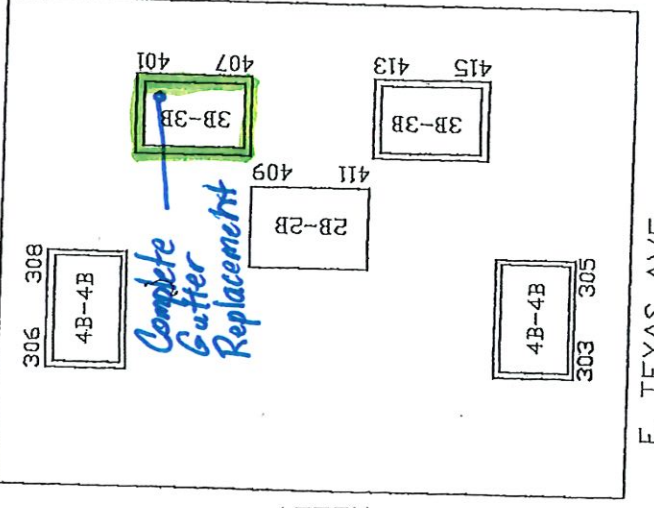 401 407
3B-3B
413 415
3B-3B
409 411
2B-2B
308
306
4B-4B
Complete
Gutter
Replacement
4B-4B
305
303
E TEXAS AVE